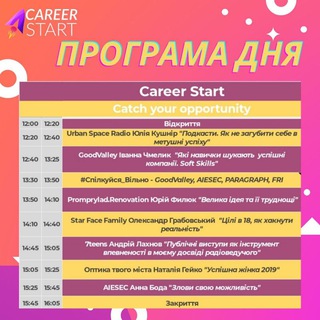 CAREER
START
ПРОГРАМА ДНЯ
Career Start
Catch your opportunity
12:00 12:20 Відкриття
12:20 12:40 Urban Space Radio Юлія Кушнір "Подкасти. Як не загубити себе в
метушні успіху"
12:40 13:25 GoodValley Іванна Чмелик "Які навички шукають успішні
компанії. Soft Skills"
13:30 13:50 #Спілкуйся_Вільно - GoodValley, AIESEC, PARAGRAPH, FRI
13:50 14:10 Promprylad.Renovation Юрій Филюк "Велика ідея та її труднощі"
14:10 14:40 Star Face Family Олександр Грабовський "Цілі в 18, як хакнути
реальність"
14:45 15:05 7teens Андрій Лахнов "Публічні виступи як інструмент
впевненості в моєму досвіді радіоведучого"
15:05 15:25 Оптика твого міста Наталія Гейко "Успішна жінка 2019"
15:25 15:45 AIESEC Анна Бода "Злови свою можливість"
15:45 16:05 Закриття